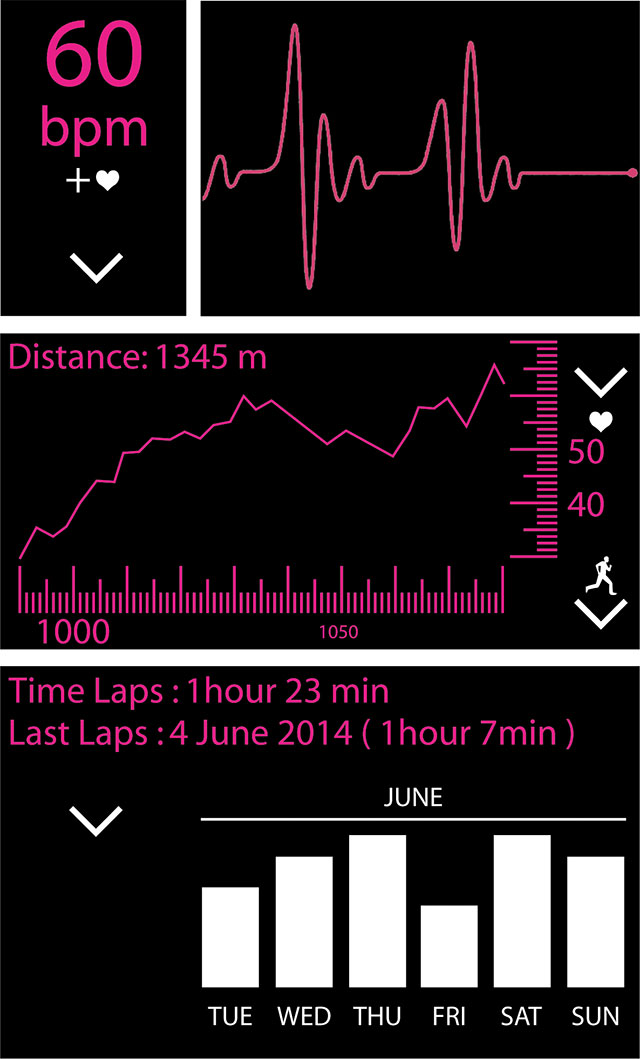 60
bpm
Distance: 1345 m
50
40
1000
1050
Time Laps : 1hour 23 min
Last Laps : 4 June 2014 ( 1hour 7min )
JUNE
TUE WED THU FRI SAT SUN